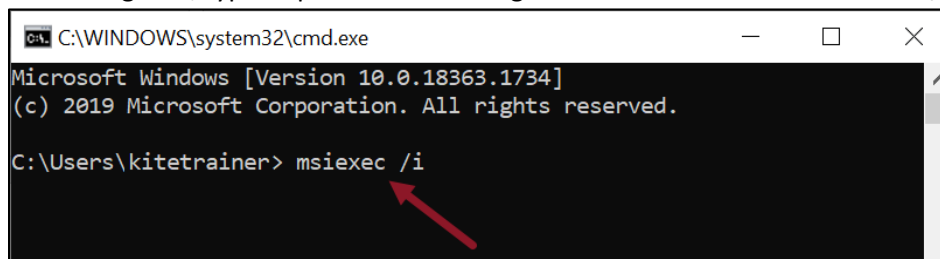 C:\WINDOWS\system32\cmd.exe
Microsoft Windows [Version 10.0.18363.1734]
(c) 2019 Microsoft Corporation. All rights reserved.
C:\Users\kitetrainer> msiexec /i